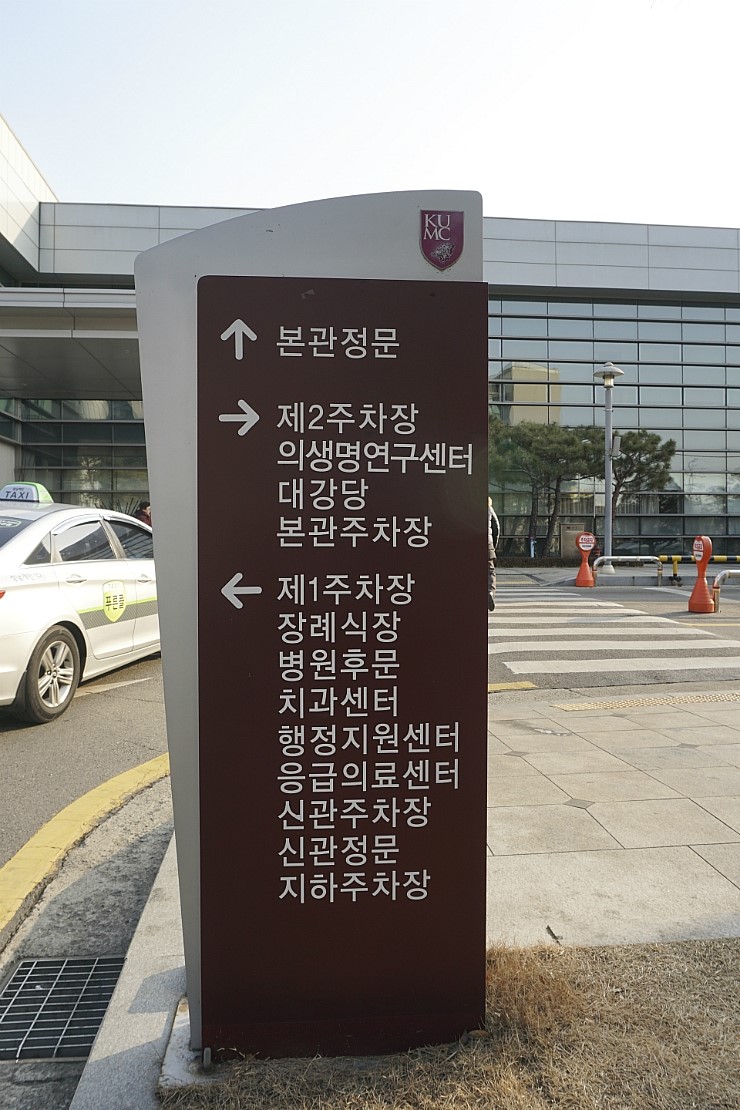 KU
MC
본관정문
제2주차장
의생명연구센터
대강당
본관주차장
제1주차장
장례식장
병원후문
치과센터
행정지원센터
응급의료센터
신관주차장
신관정문
지하주차장
TAXI
푸른들